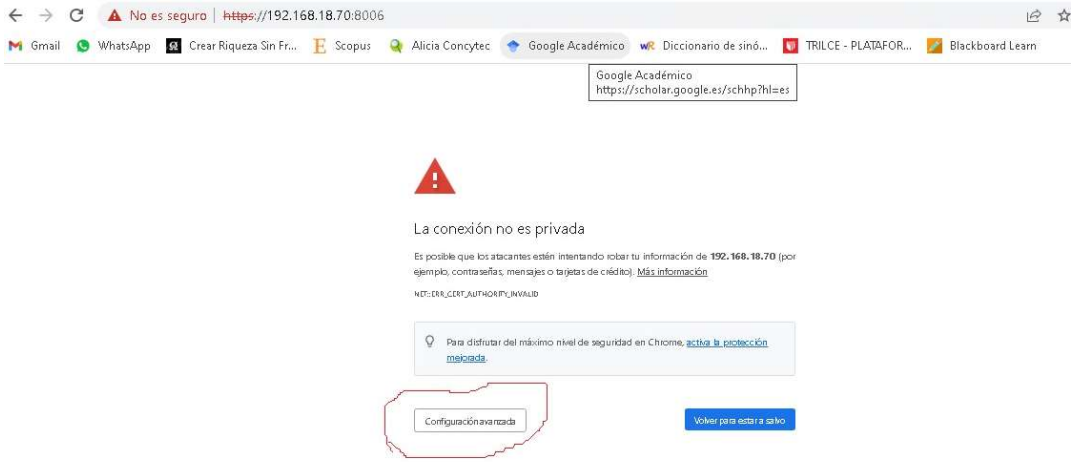 No es seguro | https://192.168.18.70:8006
Gmail WhatsApp Crear Riqueza Sin Fr... Scopus Alicia Concytec Google Académico Diccionario de sinó... TRILCE - PLATAFOR... Blackboard Learn
Google Académico
https://scholar.google.es/schhp?hl=es
La conexión no es privada
Es posible que los atacantes estén intentando robar tu información de 192.168.18.70 (por
ejemplo, contraseñas, mensajes o tarjetas de crédito). Más información
NET::ERR_CERT_AUTHORITY_INVALID
Para disfrutar del máximo nivel de seguridad en Chrome, activa la protección
mejorada.
Configuración avanzada
Volver para estar a salvo